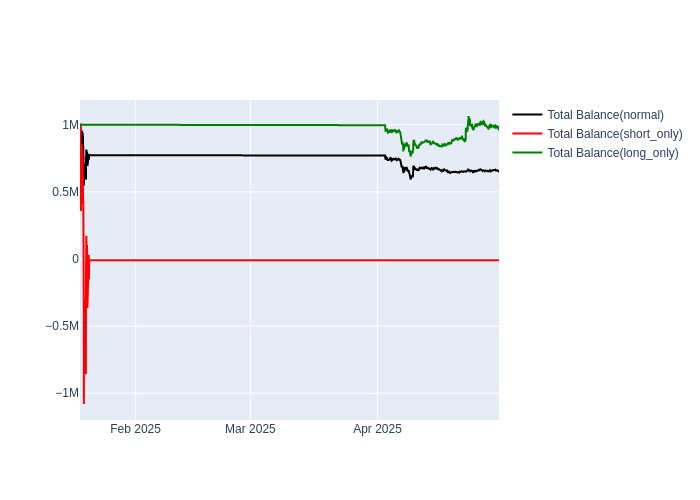 1M
0.5M
0
−0.5M
−1M
Feb 2025
Mar 2025
Apr 2025
Total Balance(normal)
Total Balance(short_only)
Total Balance(long_only)